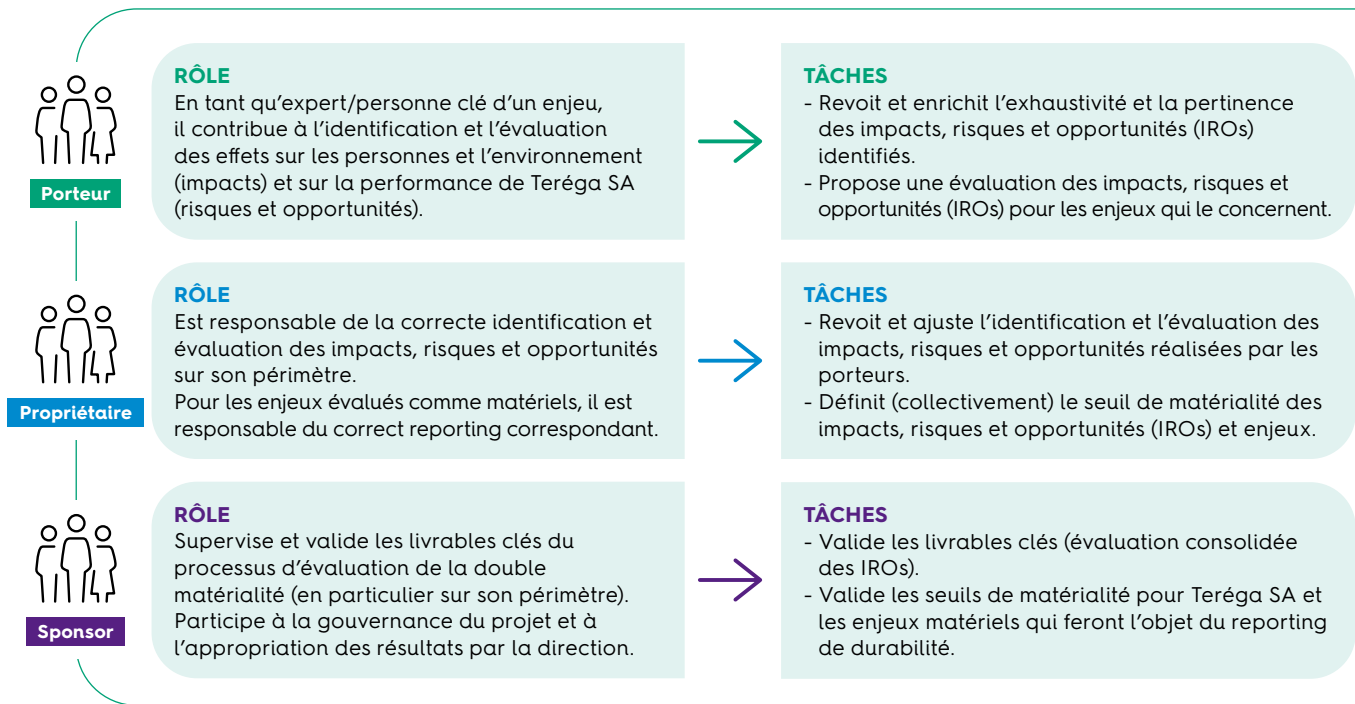 Porteur
RÔLE
En tant qu'expert/personne clé d'un enjeu,
il contribue à l'identification et l'évaluation
des effets sur les personnes et l'environnement
(impacts) et sur la performance de Teréga SA
(risques et opportunités).
TÂCHES
- Revoit et enrichit l'exhaustivité et la pertinence
des impacts, risques et opportunités (IROs)
identifiés.
- Propose une évaluation des impacts, risques et
opportunités (IROs) pour les enjeux qui le concernent.
Propriétaire
RÔLE
Est responsable de la correcte identification et
évaluation des impacts, risques et opportunités
sur son périmètre.
Pour les enjeux évalués comme matériels, il est
responsable du correct reporting correspondant.
TÂCHES
- Revoit et ajuste l'identification et l'évaluation des
impacts, risques et opportunités réalisées par les
porteurs.
- Définit (collectivement) le seuil de matérialité des
impacts, risques et opportunités (IROs) et enjeux.
Sponsor
RÔLE
Supervise et valide les livrables clés du
processus d'évaluation de la double
matérialité (en particulier sur son périmètre).
Participe à la gouvernance du projet et à
l'appropriation des résultats par la direction.
TÂCHES
- Valide les livrables clés (évaluation consolidée
des IROs).
- Valide les seuils de matérialité pour Teréga SA et
les enjeux matériels qui feront l'objet du reporting
de durabilité.